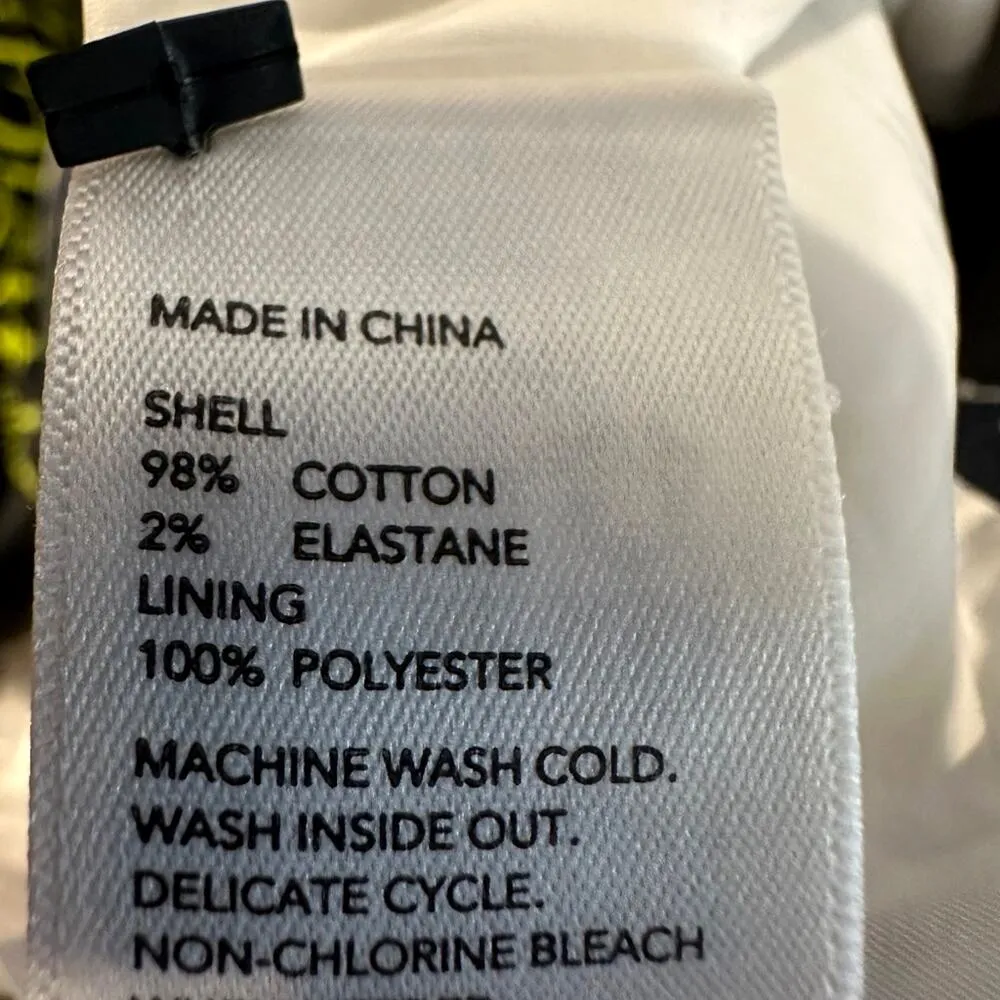 MADE IN CHINA
SHELL
98% COTTON
2% ELASTANE
LINING
100% POLYESTER
MACHINE WASH COLD.
WASH INSIDE OUT.
DELICATE CYCLE.
NON-CHLORINE BLEACH